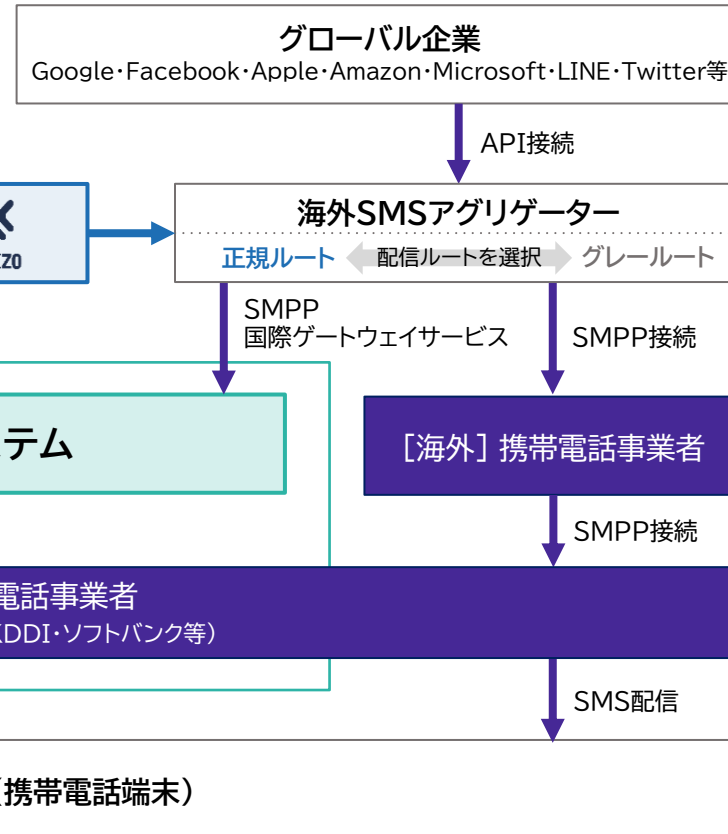 グローバル企業
Google・Facebook・Apple・Amazon・Microsoft・LINE・Twitter等
API接続
海外SMSアグリゲーター
正規ルート
配信ルートを選択
グレールート
SMPP
国際ゲートウェイサービス
SMPP接続
テム
[海外] 携帯電話事業者
SMPP接続
電話事業者
DDI・ソフトバンク等)
SMS配信
(携帯電話端末)